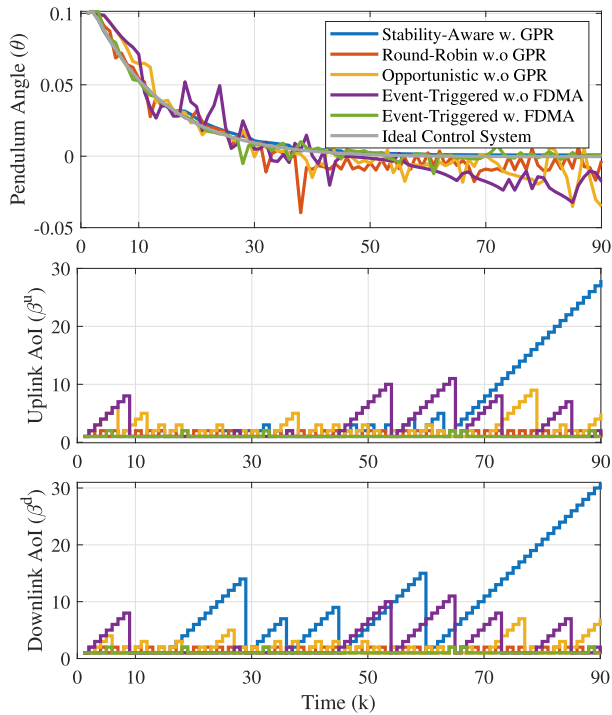 0.1
0.05
0
-0.05
Pendulum Angle (θ)
Stability-Aware w. GPR
Round-Robin w.o GPR
Opportunistic w.o GPR
Event-Triggered w.o FDMA
Event-Triggered w. FDMA
Ideal Control System
0 10 30 50 70 90
30
20
10
0
Uplink AoI (βᵘ)
0 10 30 50 70 90
30
20
10
0
Downlink AoI (βᵈ)
0 10 30 50 70 90
Time (k)